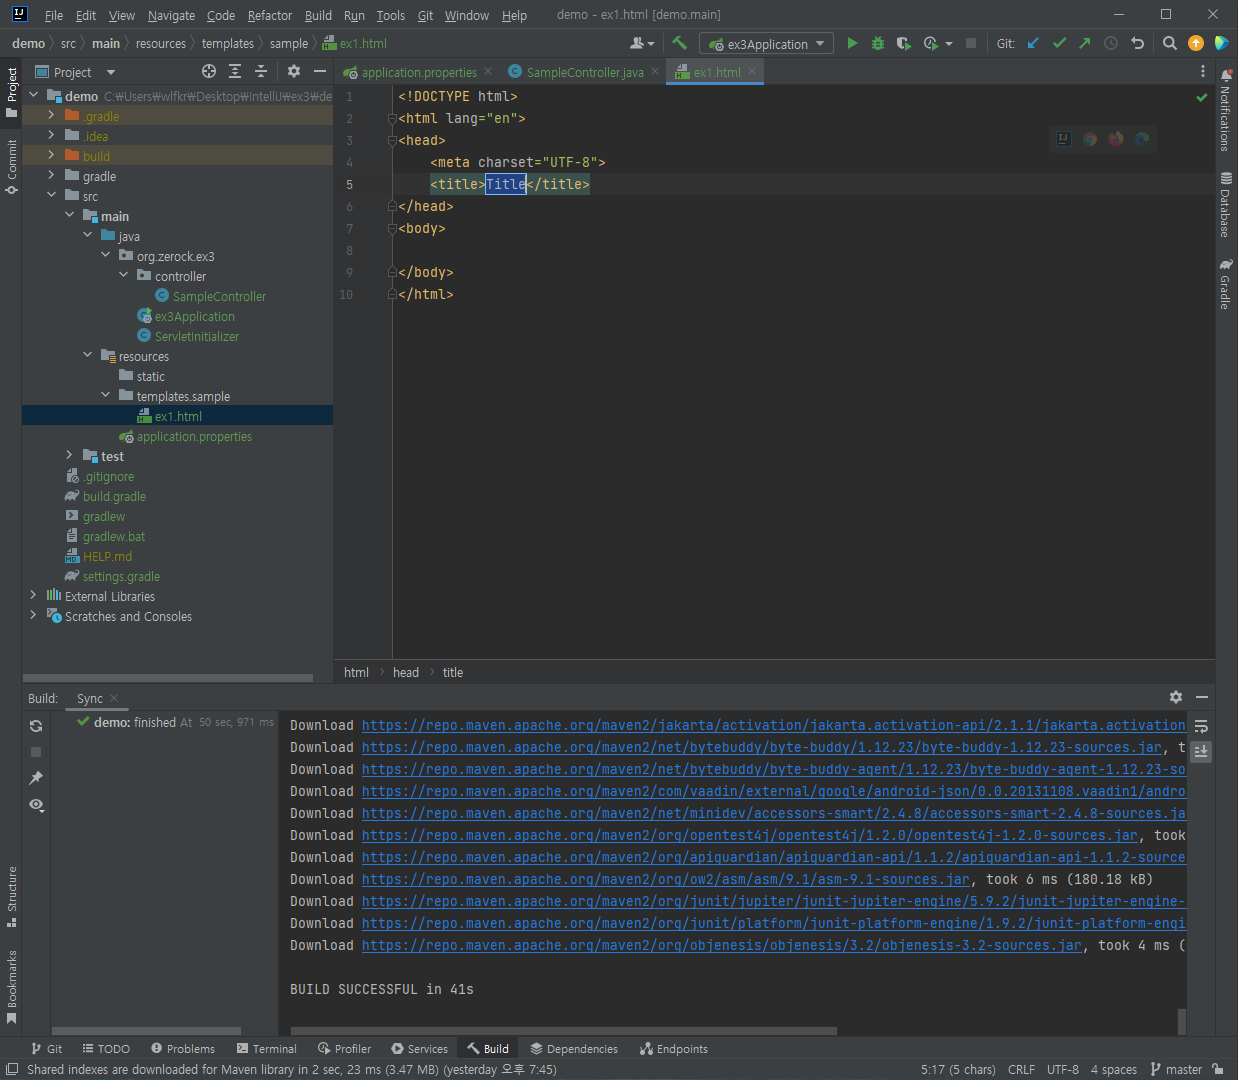 File Edit View Navigate Code Refactor Build Run Tools Git Window Help demo - ex1.html [demo.main]
demo src main resources templates sample ex1.html ex3Application Git:
Project
application.properties SampleController.java ex1.html
Project
Commit
Structure
Bookmarks
demo C:₩Users₩wlfkr₩Desktop₩IntelliJ₩ex3₩de
.gradle
.idea
build
gradle
src
main
java
org.zerock.ex3
controller
SampleController
ex3Application
ServletInitializer
resources
static
templates.sample
ex1.html
application.properties
test
.gitignore
build.gradle
gradlew
gradlew.bat
HELP.md
settings.gradle
External Libraries
Scratches and Consoles
1 <!DOCTYPE html>
2 <html lang="en">
3 <head>
4 <meta charset="UTF-8">
5 <title>Title</title>
6 </head>
7 <body>
8
9 </body>
10 </html>
Notifications
Database
Gradle
html head title
Build: Sync
demo: finished At 50 sec, 971 ms
Download https://repo.maven.apache.org/maven2/jakarta/activation/jakarta.activation-api/2.1.1/jakarta.activation
Download https://repo.maven.apache.org/maven2/net/bytebuddy/byte-buddy/1.12.23/byte-buddy-1.12.23-sources.jar, t
Download https://repo.maven.apache.org/maven2/net/bytebuddy/byte-buddy-agent/1.12.23/byte-buddy-agent-1.12.23-so
Download https://repo.maven.apache.org/maven2/com/vaadin/external/google/android-json/0.0.20131108.vaadin1/andro
Download https://repo.maven.apache.org/maven2/net/minidev/accessors-smart/2.4.8/accessors-smart-2.4.8-sources.ja
Download https://repo.maven.apache.org/maven2/org/opentest4j/opentest4j/1.2.0/opentest4j-1.2.0-sources.jar, took
Download https://repo.maven.apache.org/maven2/org/apiguardian/apiguardian-api/1.1.2/apiguardian-api-1.1.2-source
Download https://repo.maven.apache.org/maven2/org/ow2/asm/asm/9.1/asm-9.1-sources.jar, took 6 ms (180.18 kB)
Download https://repo.maven.apache.org/maven2/org/junit/jupiter/junit-jupiter-engine/5.9.2/junit-jupiter-engine-
Download https://repo.maven.apache.org/maven2/org/junit/platform/junit-platform-engine/1.9.2/junit-platform-engi
Download https://repo.maven.apache.org/maven2/org/objenesis/objenesis/3.2/objenesis-3.2-sources.jar, took 4 ms (
BUILD SUCCESSFUL in 41s
Git TODO Problems Terminal Profiler Services Build Dependencies Endpoints
Shared indexes are downloaded for Maven library in 2 sec, 23 ms (3.47 MB) (yesterday 오후 7:45) 5:17 (5 chars) CRLF UTF-8 4 spaces master